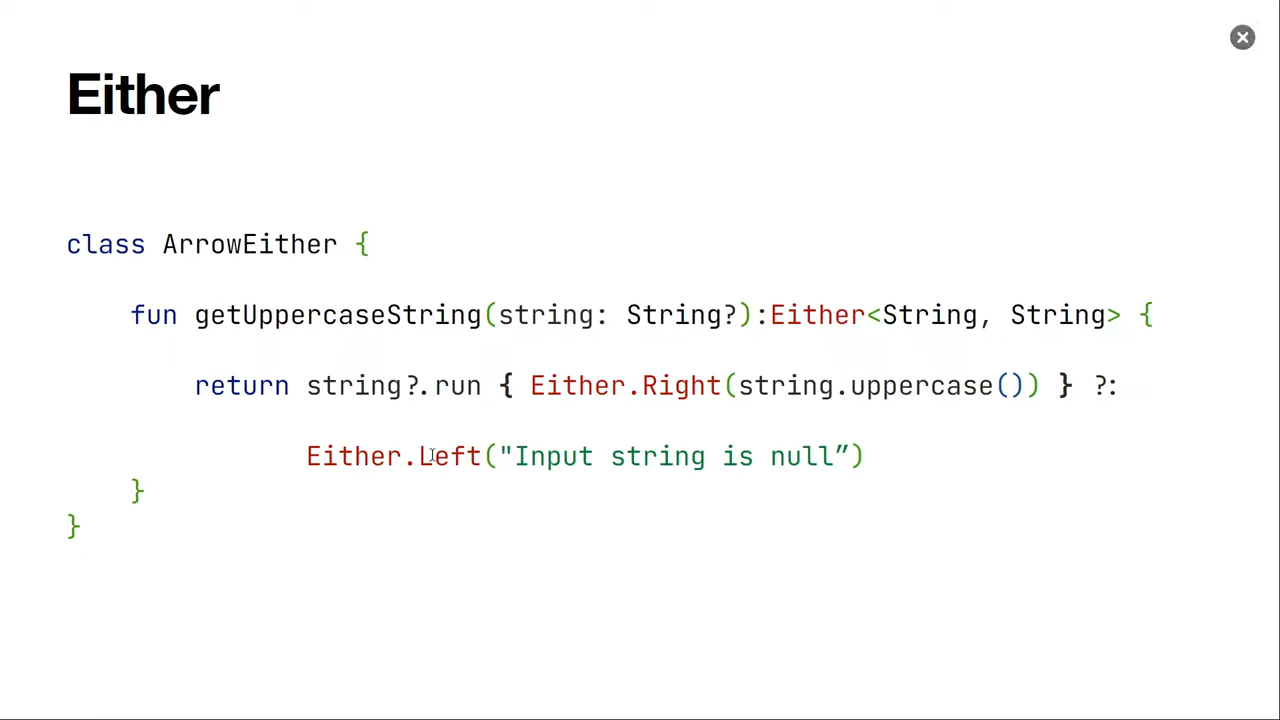 Either
class ArrowEither {
fun getUppercaseString(string: String?):Either<String, String> {
return string?.run { Either.Right(string.uppercase()) } ?:
Either.Left("Input string is null”)
}
}